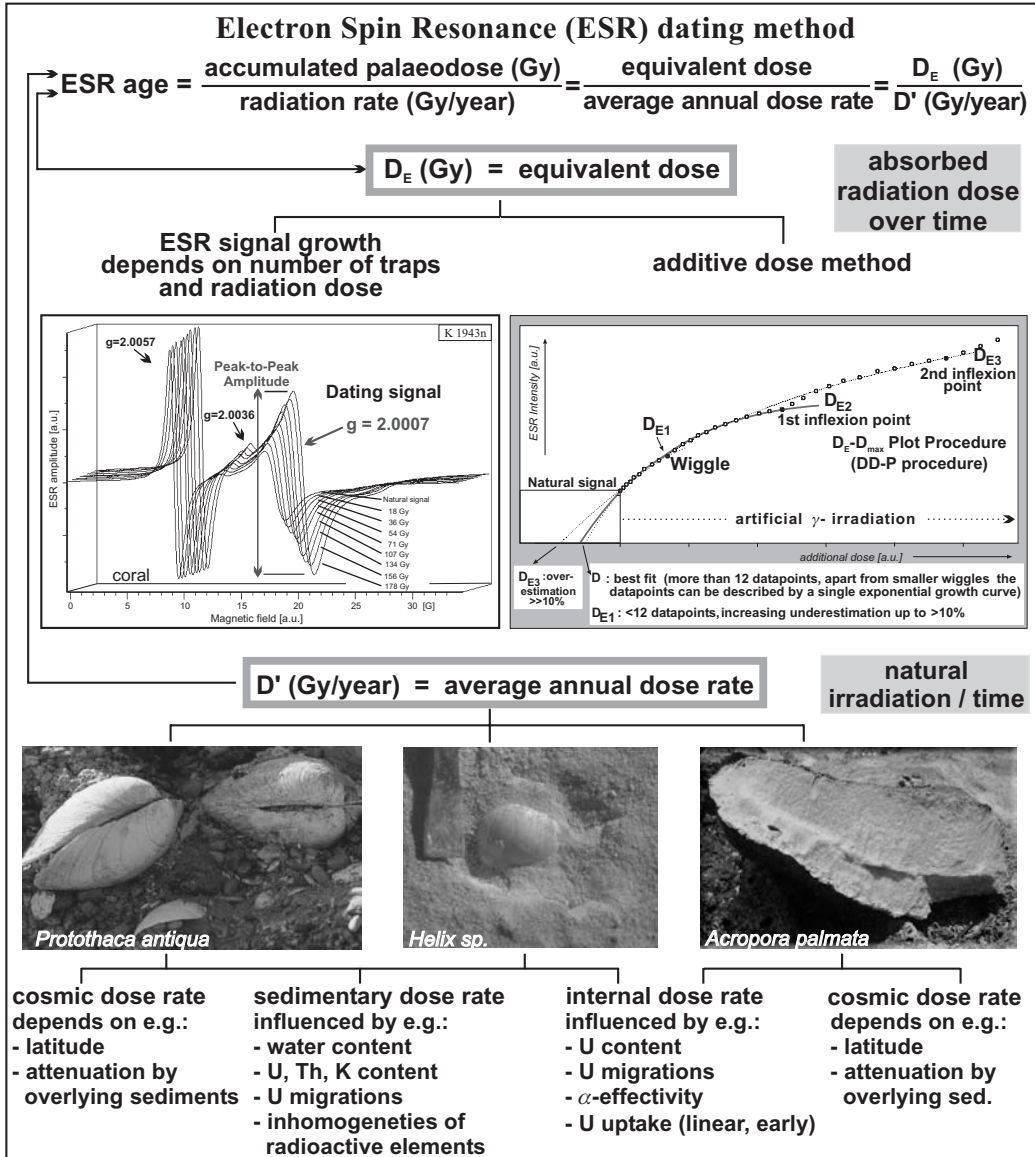 Electron Spin Resonance (ESR) dating method
ESR age = accumulated palaeodose (Gy) / radiation rate (Gy/year) = equivalent dose / average annual dose rate = D_E (Gy) / D' (Gy/year)
D_E (Gy) = equivalent dose
absorbed
radiation dose
over time
ESR signal growth
depends on number of traps
and radiation dose
additive dose method
K 1943n
g=2.0057
Peak-to-Peak
Amplitude
Dating signal
g=2.0036
g = 2.0007
ESR amplitude [a.u.]
Natural signal
18 Gy
36 Gy
54 Gy
71 Gy
107 Gy
134 Gy
156 Gy
178 Gy
coral
0 5 10 15 20 25 30 [G]
Magnetic field [a.u.]
ESR Intensity [a.u.]
D_E3
2nd inflexion
point
D_E2
1st inflexion point
D_E1
Wiggle
D_E-D_max Plot Procedure
(DD-P procedure)
Natural signal
artificial γ- irradiation
additional dose [a.u.]
D_E3 :over-
estimation
>>10%
D : best fit (more than 12 datapoints, apart from smaller wiggles the
datapoints can be described by a single exponential growth curve)
D_E1 : <12 datapoints, increasing underestimation up to >10%
D' (Gy/year) = average annual dose rate
natural
irradiation / time
Protothaca antiqua
Helix sp.
Acropora palmata
cosmic dose rate
depends on e.g.:
- latitude
- attenuation by
overlying sediments
sedimentary dose rate
influenced by e.g.:
- water content
- U, Th, K content
- U migrations
- inhomogeneties of
radioactive elements
internal dose rate
influenced by e.g.:
- U content
- U migrations
- α-effectivity
- U uptake (linear, early)
cosmic dose rate
depends on e.g.:
- latitude
- attenuation by
overlying sed.